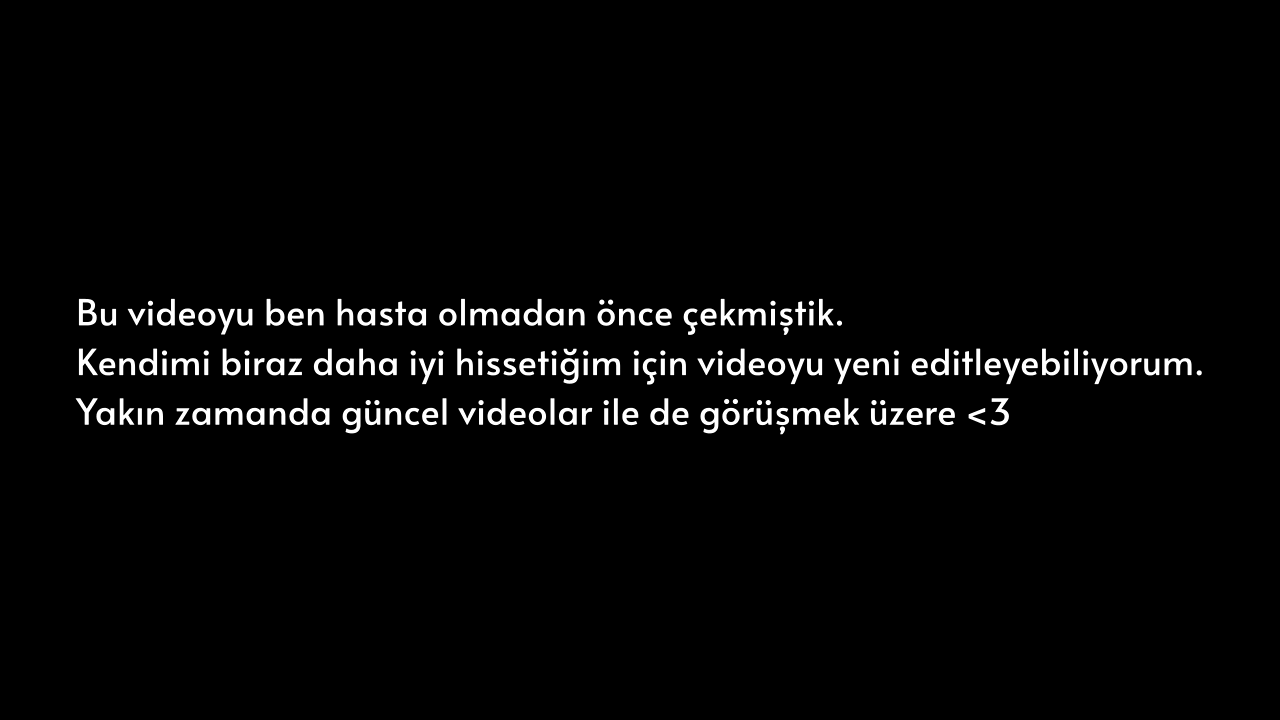 Bu videoyu ben hasta olmadan önce çekmiştik.
Kendimi biraz daha iyi hissetiğim için videoyu yeni editleyebiliyorum.
Yakın zamanda güncel videolar ile de görüşmek üzere <3